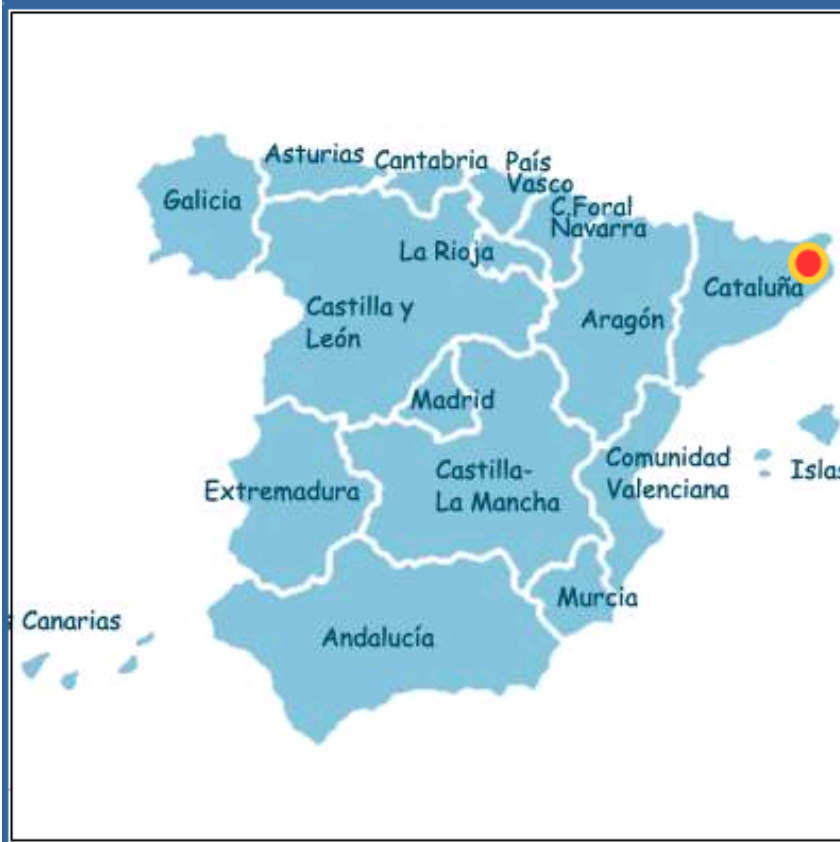 Asturias
Cantabria
País
Vasco
Galicia
C.Foral
Navarra
La Rioja
Cataluña
Castilla y
León
Aragón
Madrid
Comunidad
Valenciana
Castilla-
La Mancha
Islas
Extremadura
Murcia
Canarias
Andalucía